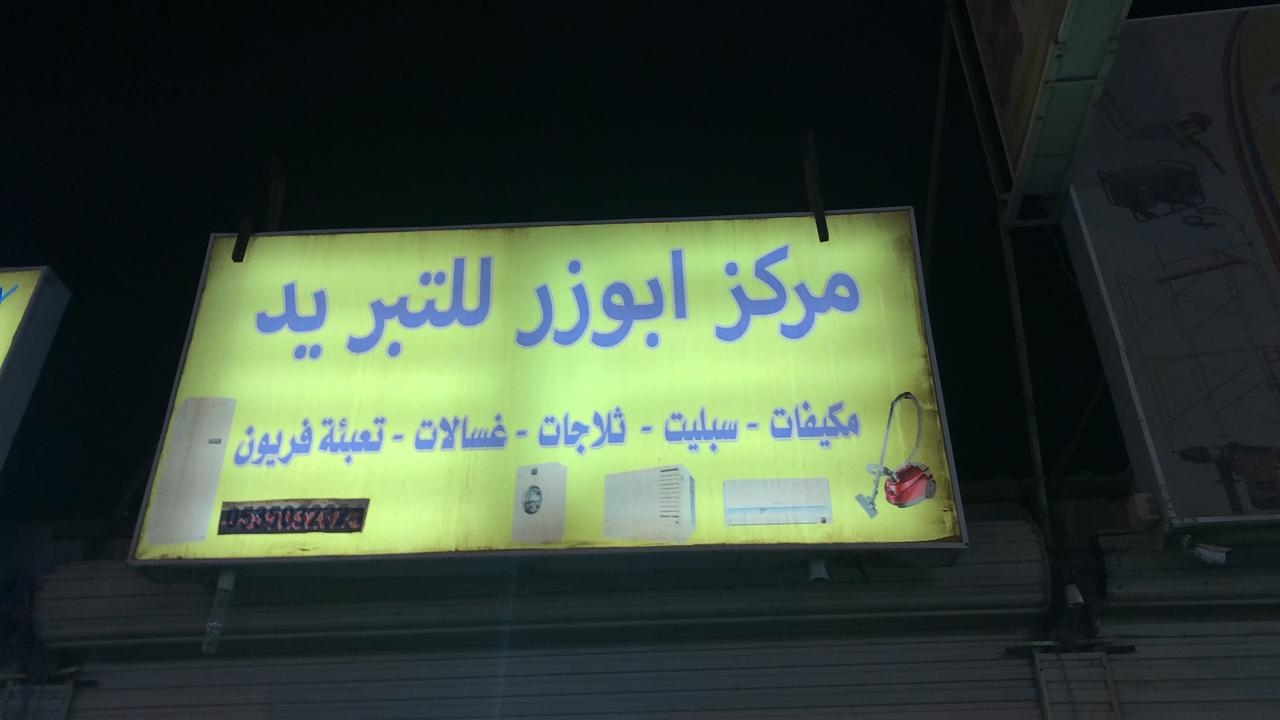 مركز ابوزر للتبريد
مكيفات - سبليت - ثلاجات - غسالات - تعبئة فريون